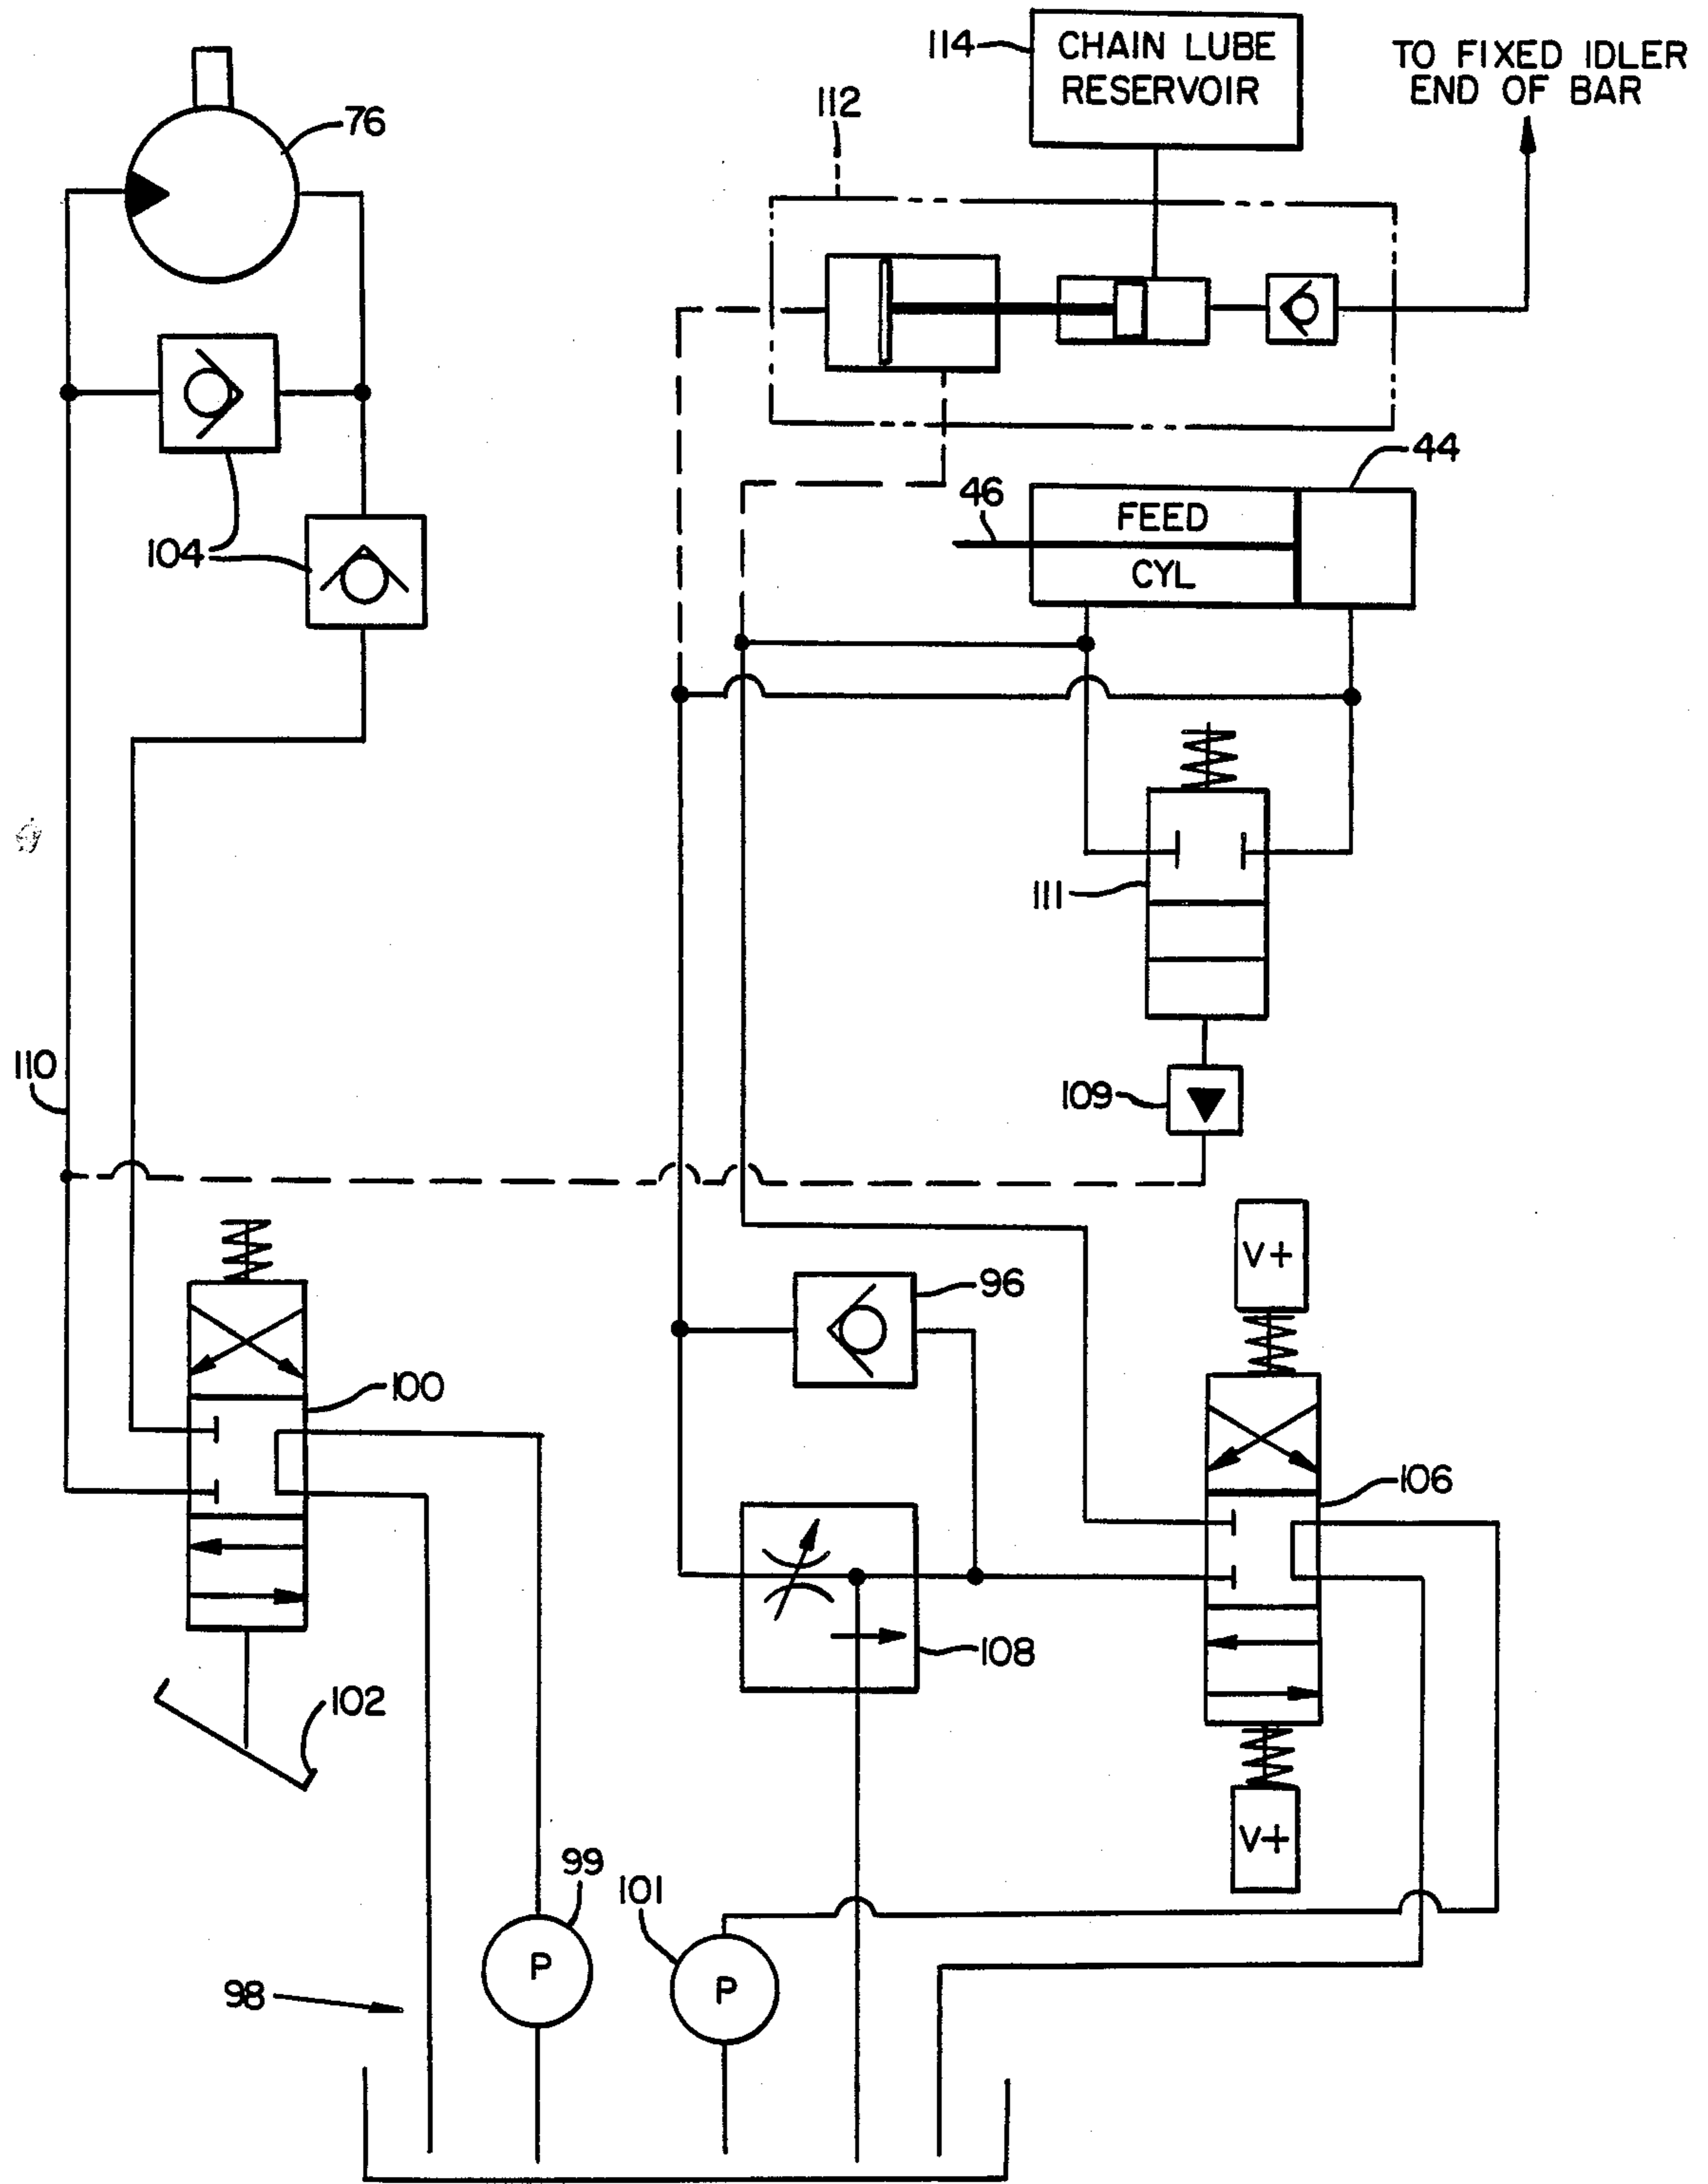 114
CHAIN LUBE
RESERVOIR
TO FIXED IDLER
END OF BAR
112
76
44
46
FEED
CYL
104
111
110
109
V+
96
100
106
108
102
V+
99
101
P
P
98